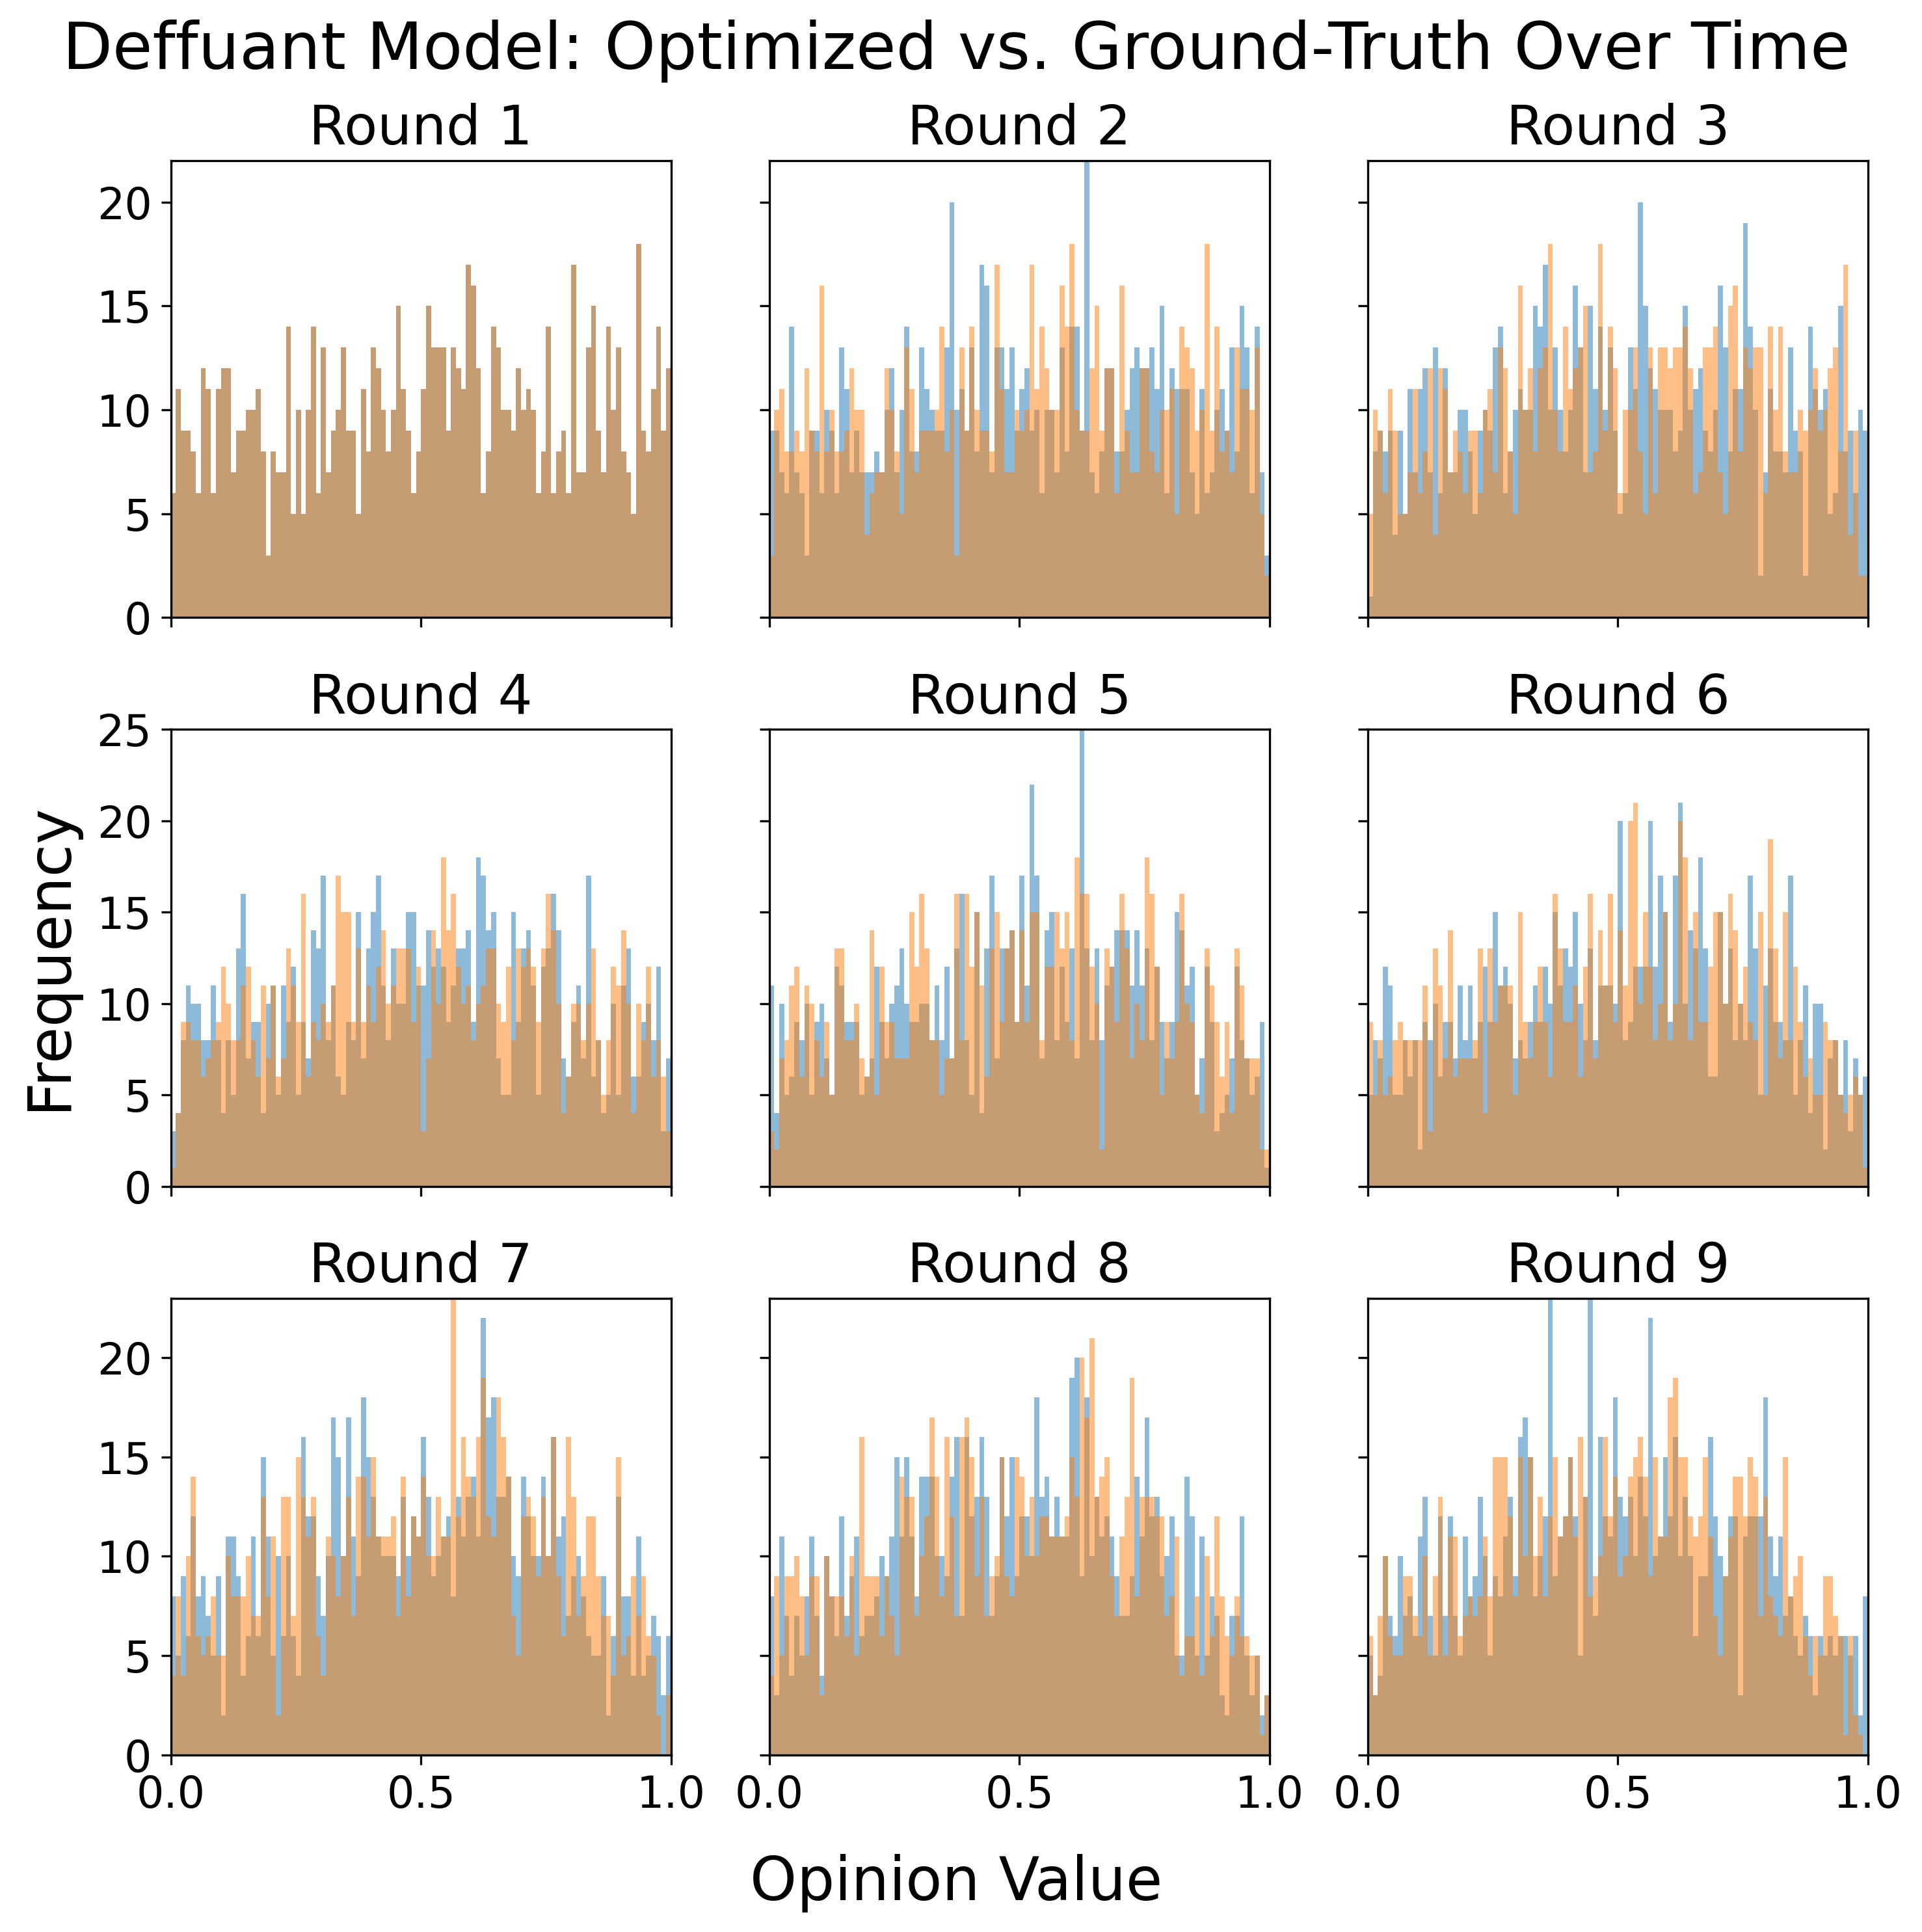 Deffuant Model: Optimized vs. Ground-Truth Over Time
Round 1
Round 2
Round 3
20
15
10
5
0
Round 4
Round 5
Round 6
25
20
15
10
5
0
Frequency
Round 7
Round 8
Round 9
20
15
10
5
0
0.0 0.5 1.0
0.0 0.5 1.0
0.0 0.5 1.0
Opinion Value